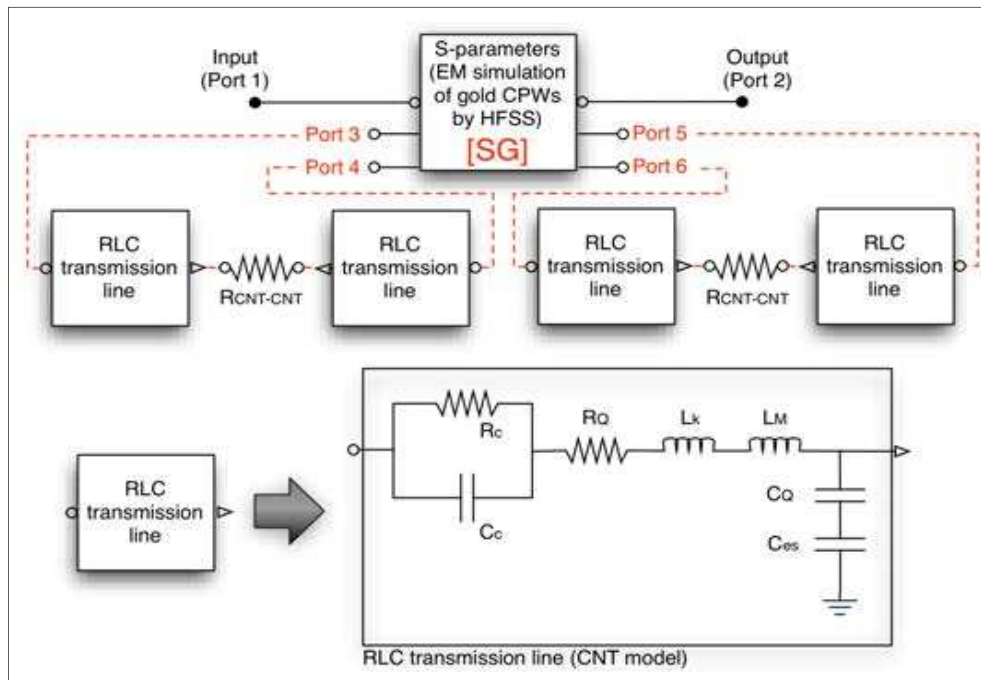 Input
(Port 1)
S-parameters
(EM simulation
of gold CPWs
by HFSS)
[SG]
Output
(Port 2)
Port 3
Port 4
Port 5
Port 6
RLC
transmission
line
RCNT-CNT
RLC
transmission
line
RLC
transmission
line
RCNT-CNT
RLC
transmission
line
RLC
transmission
line
Rc
Cc
RQ
Lk
LM
CQ
Ces
RLC transmission line (CNT model)